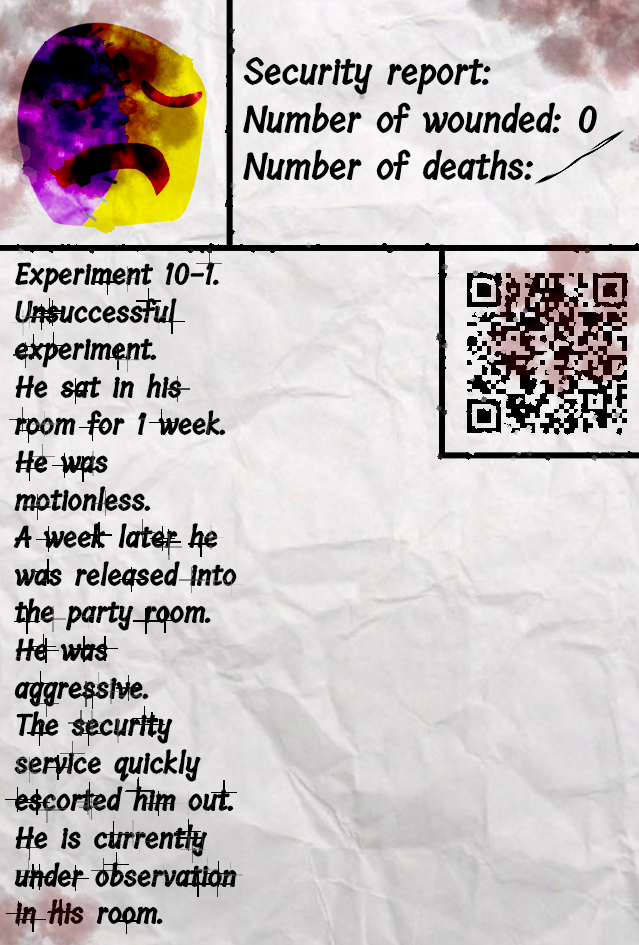 Security report:
Number of wounded: 0
Number of deaths:
Experiment 10-1.
Unsuccessful
experiment.
He sat in his
room for 1 week.
He was
motionless.
A week later he
was released into
the party room.
He was
aggressive.
The security
service quickly
escorted him out.
He is currently
under observation
in his room.